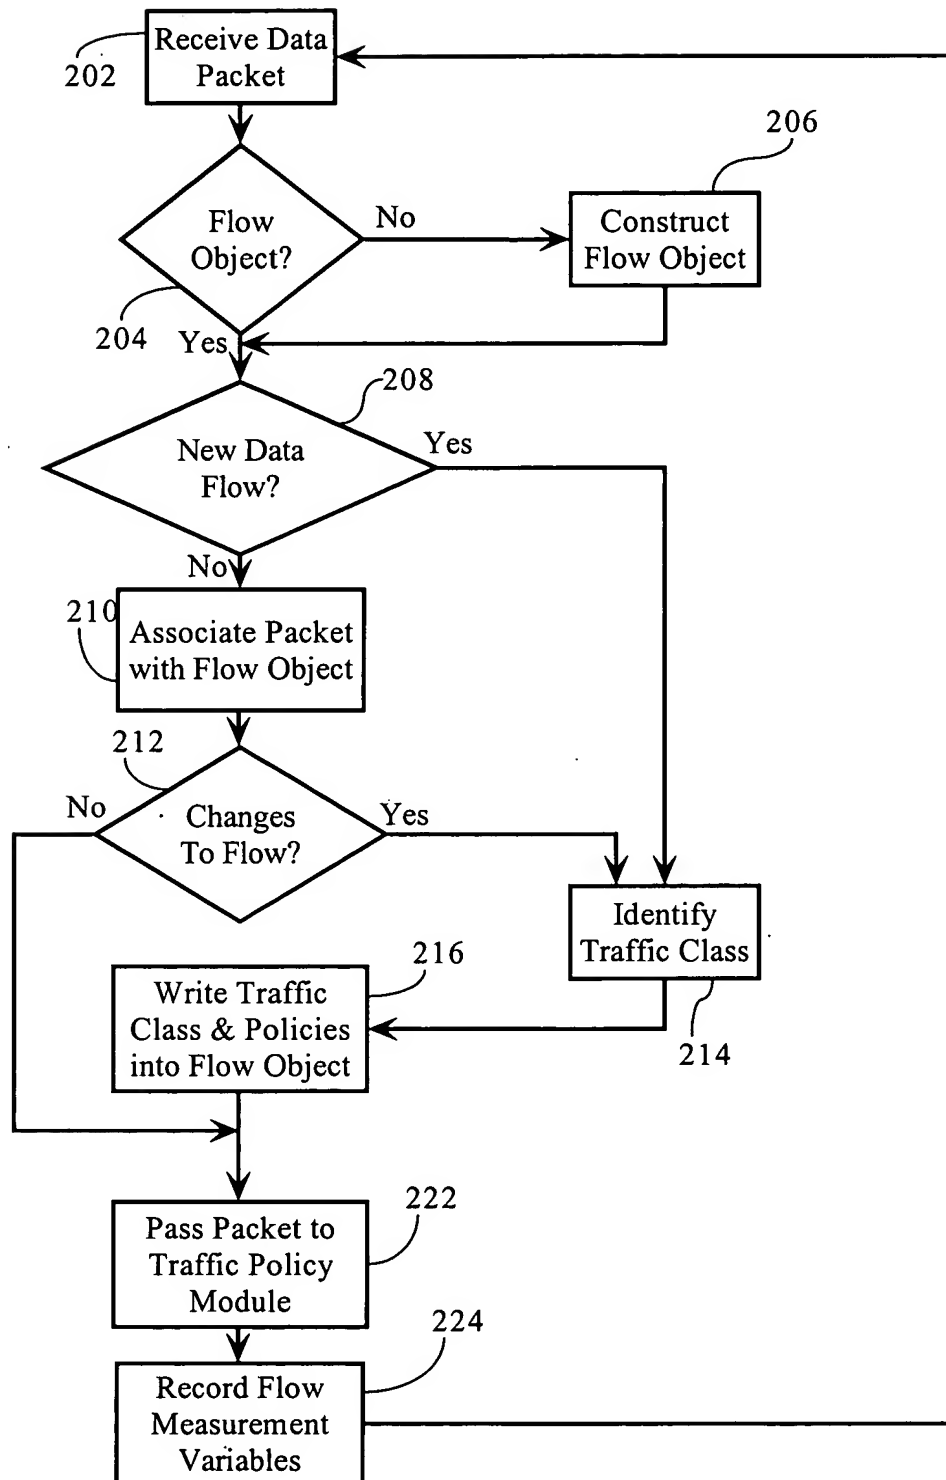 Receive Data
Packet
202
206
Flow
Object?
No
Construct
Flow Object
204
Yes
208
New Data
Flow?
Yes
No
210
Associate Packet
with Flow Object
212
No
Changes
To Flow?
Yes
Identify
Traffic Class
214
216
Write Traffic
Class & Policies
into Flow Object
222
Pass Packet to
Traffic Policy
Module
224
Record Flow
Measurement
Variables